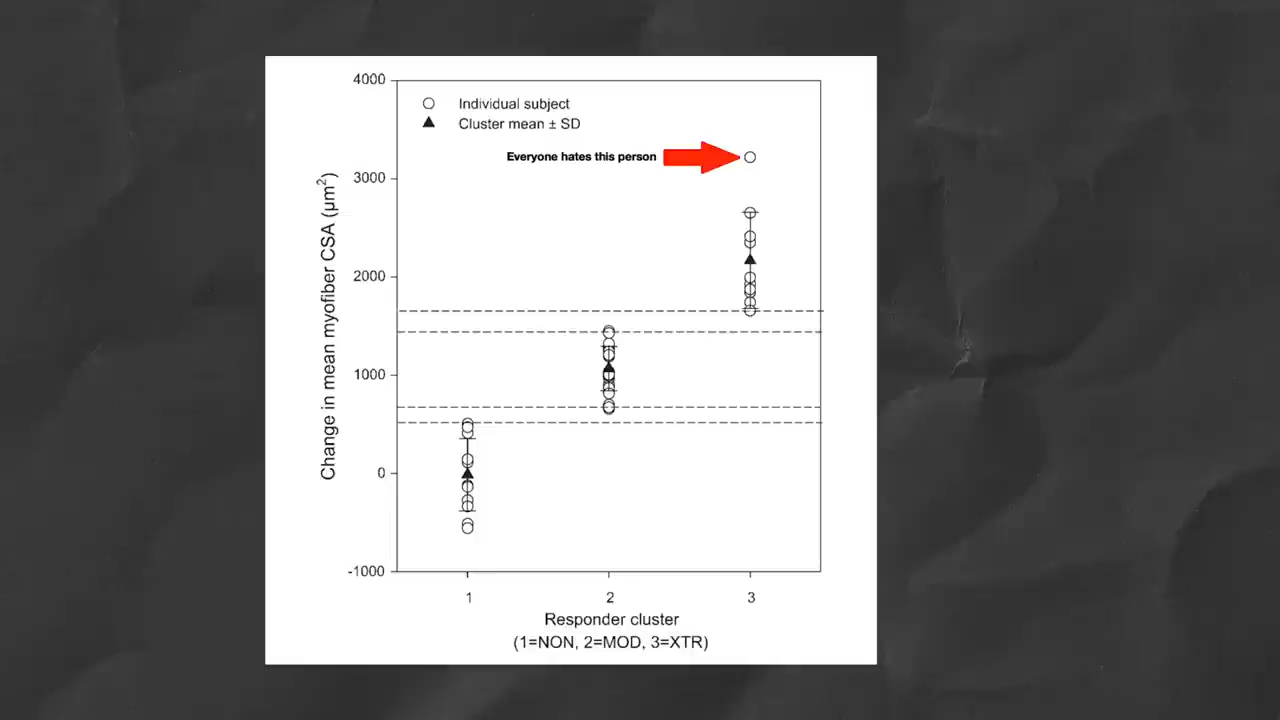 4000
Individual subject
Cluster mean ± SD
Everyone hates this person
3000
2000
1000
0
-1000
Change in mean myofiber CSA (µm²)
1
2
3
Responder cluster
(1=NON, 2=MOD, 3=XTR)